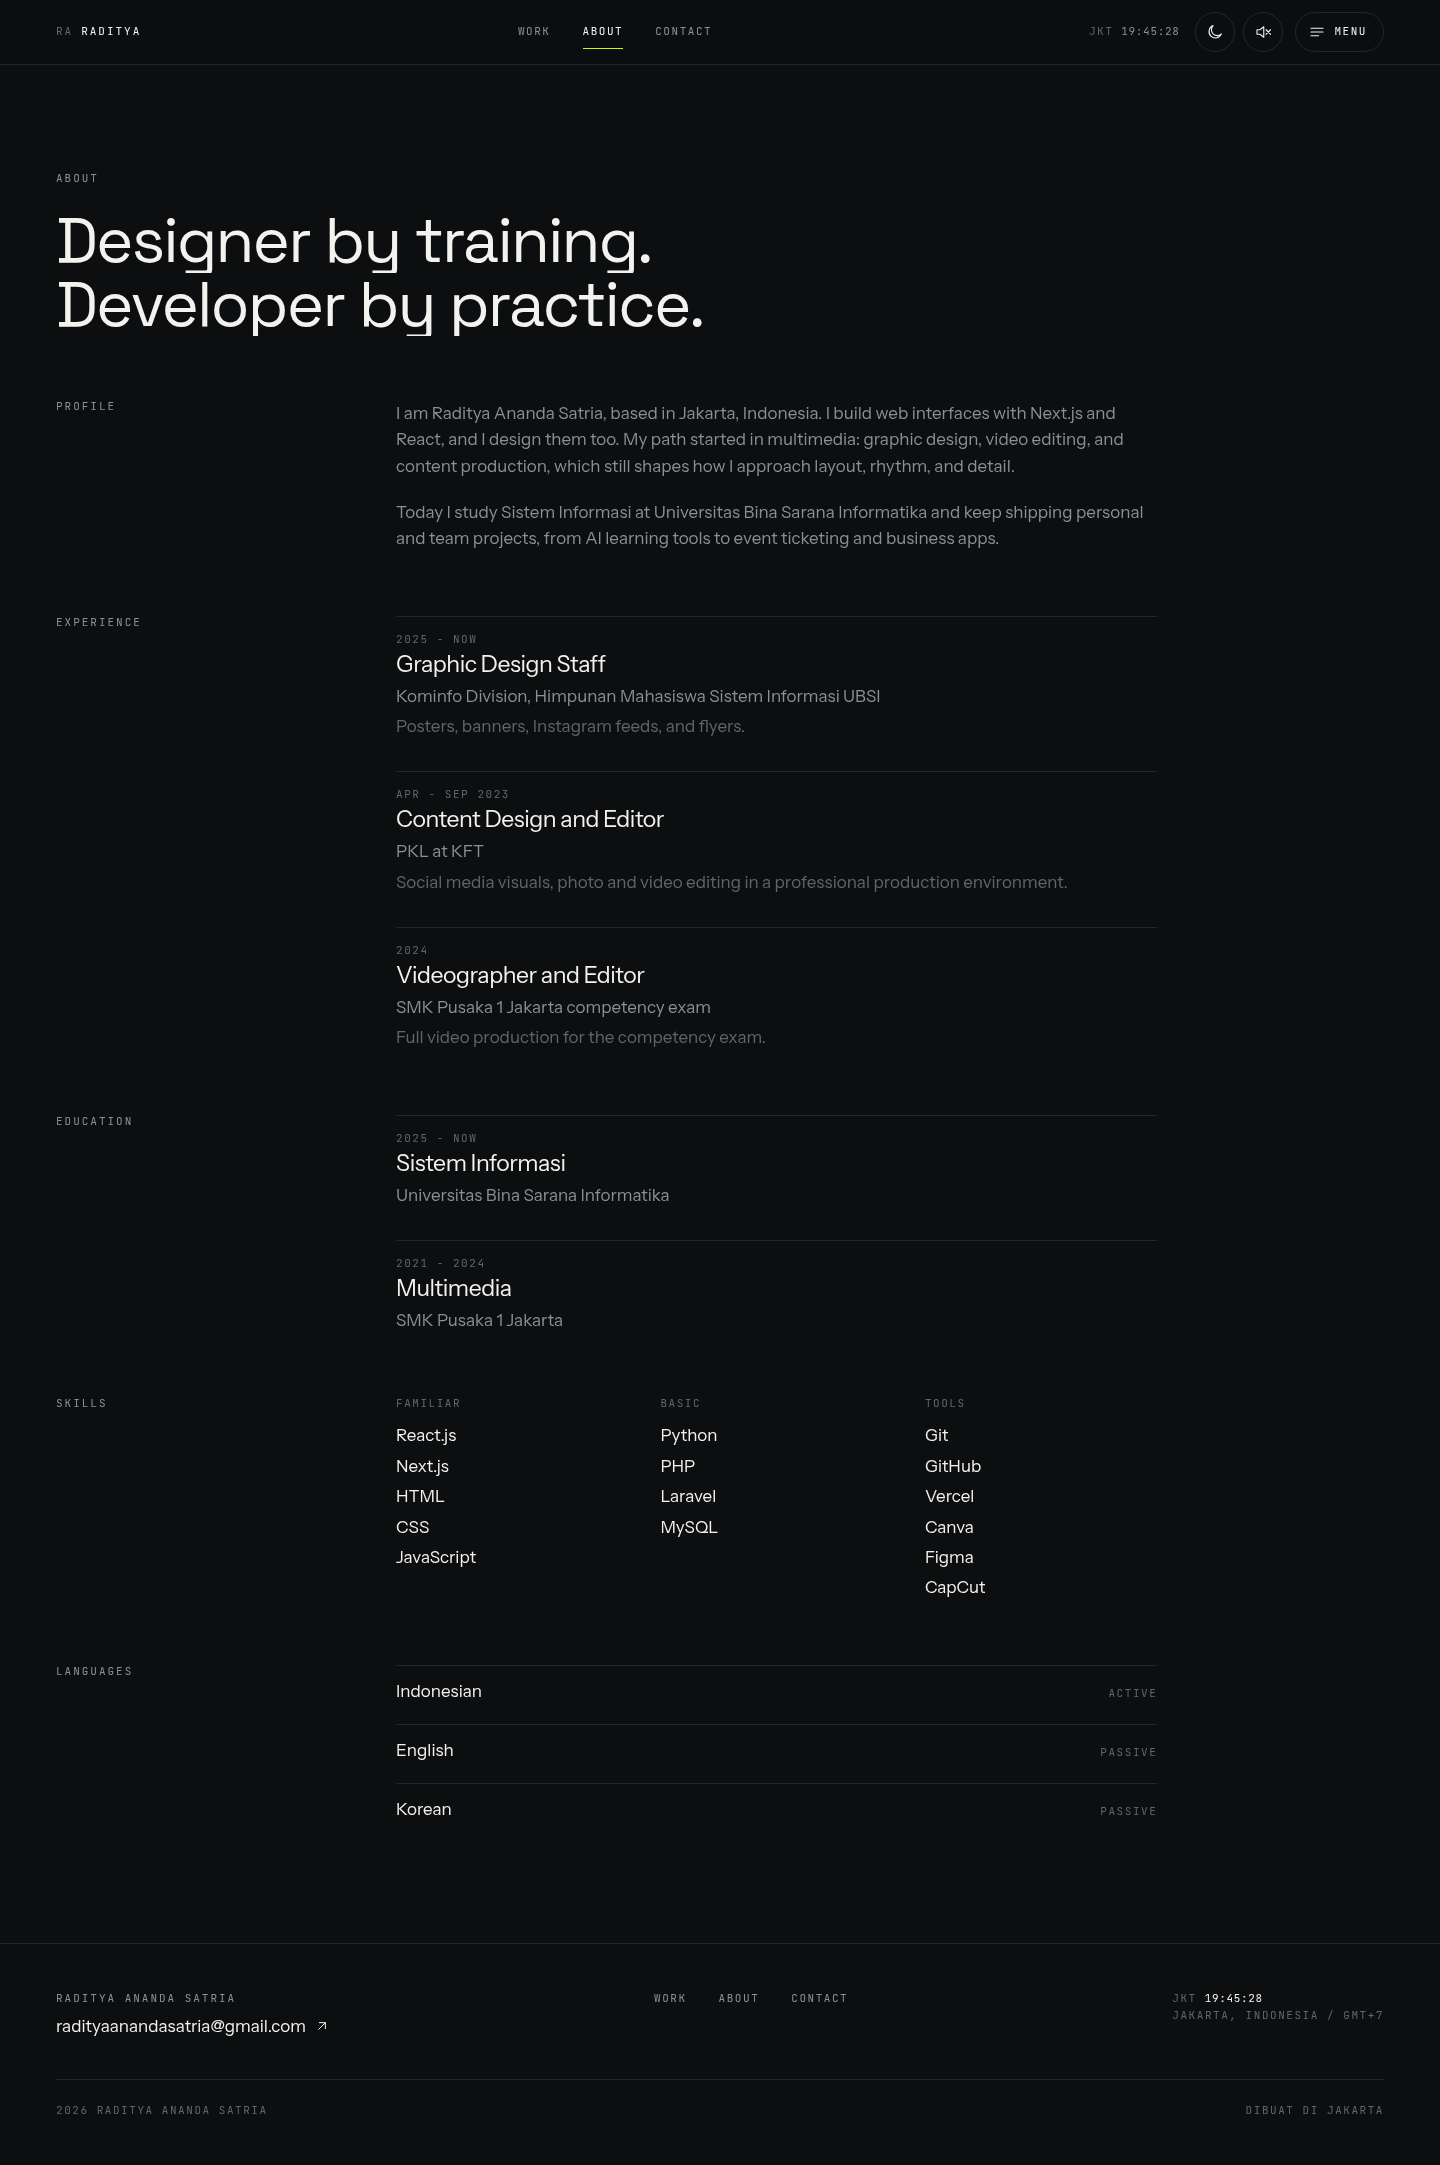 RA RADITYA
WORK ABOUT CONTACT
JKT 19:45:28
MENU
ABOUT
Designer by training.
Developer by practice.
PROFILE
I am Raditya Ananda Satria, based in Jakarta, Indonesia. I build web interfaces with Next.js and
React, and I design them too. My path started in multimedia: graphic design, video editing, and
content production, which still shapes how I approach layout, rhythm, and detail.
Today I study Sistem Informasi at Universitas Bina Sarana Informatika and keep shipping personal
and team projects, from AI learning tools to event ticketing and business apps.
EXPERIENCE
2025 - NOW
Graphic Design Staff
Kominfo Division, Himpunan Mahasiswa Sistem Informasi UBSI
Posters, banners, Instagram feeds, and flyers.
APR - SEP 2023
Content Design and Editor
PKL at KFT
Social media visuals, photo and video editing in a professional production environment.
2024
Videographer and Editor
SMK Pusaka 1 Jakarta competency exam
Full video production for the competency exam.
EDUCATION
2025 - NOW
Sistem Informasi
Universitas Bina Sarana Informatika
2021 - 2024
Multimedia
SMK Pusaka 1 Jakarta
SKILLS
FAMILIAR
React.js
Next.js
HTML
CSS
JavaScript
BASIC
Python
PHP
Laravel
MySQL
TOOLS
Git
GitHub
Vercel
Canva
Figma
CapCut
LANGUAGES
Indonesian ACTIVE
English PASSIVE
Korean PASSIVE
RADITYA ANANDA SATRIA
radityaanandasatria@gmail.com
WORK ABOUT CONTACT
JKT 19:45:28
JAKARTA, INDONESIA / GMT+7
2026 RADITYA ANANDA SATRIA
DIBUAT DI JAKARTA